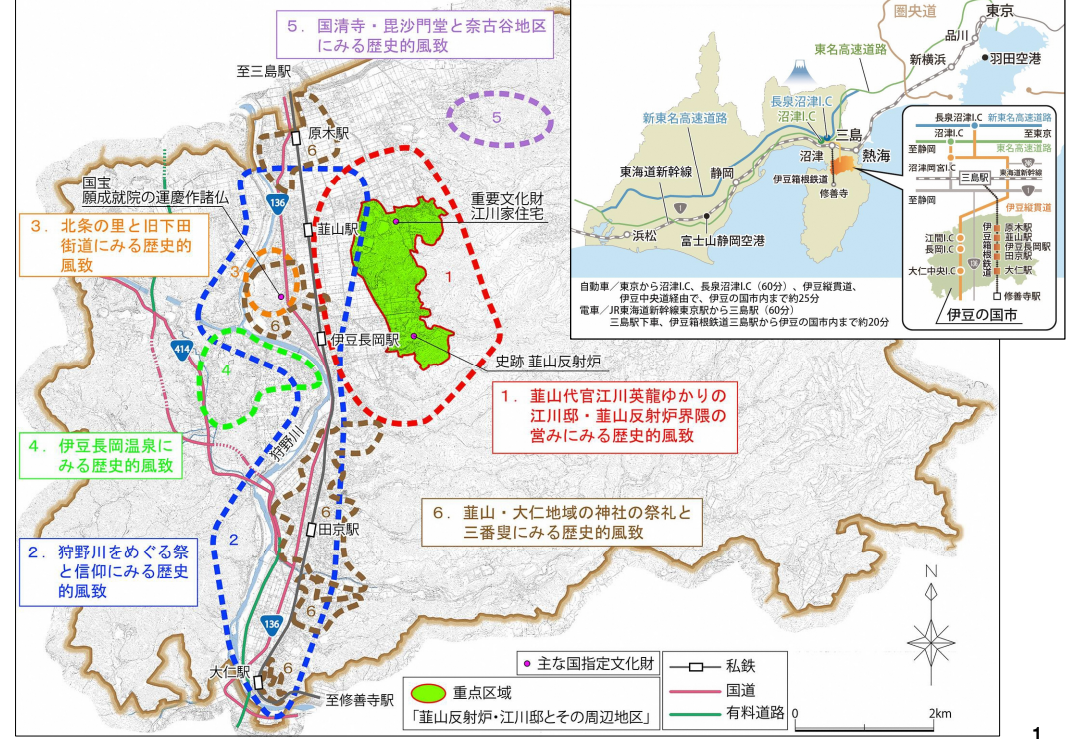 5．国清寺・毘沙門堂と奈古谷地区
にみる歴史的風致
至三島駅
原木駅
6
5
国宝
願成就院の運慶作諸仏
136
韮山駅
重要文化財
江川家住宅
3．北条の里と旧下田
街道にみる歴史的
風致
3
1
6
伊豆長岡駅
414
4
史跡 韮山反射炉
1．韮山代官江川英龍ゆかりの
江川邸・韮山反射炉界隈の
営みにみる歴史的風致
4．伊豆長岡温泉に
みる歴史的風致
狩野川
6．韮山・大仁地域の神社の祭礼と
三番叟にみる歴史的風致
6
田京駅
2．狩野川をめぐる祭
と信仰にみる歴史
的風致
2
6
136
大仁駅
6
至修善寺駅
N
主な国指定文化財
重点区域
「韮山反射炉・江川邸とその周辺地区」
私鉄
国道
有料道路
0
2km
1
圏央道
東京
品川
羽田空港
新横浜
東名高速道路
長泉沼津I.C
沼津I.C
新東名高速道路
三島
沼津
熱海
伊豆箱根鉄道
修善寺
東海道新幹線
静岡
1
浜松
富士山静岡空港
長泉沼津I.C
新東名高速道路
沼津I.C
至東京
東名高速道路
至静岡
沼津岡宮I.C
三島駅
東海道新幹線
1
至静岡
伊豆縦貫道
江間I.C
長岡I.C
大仁中央I.C
136
伊豆箱根鉄道
原木駅
韮山駅
伊豆長岡駅
田京駅
大仁駅
修善寺駅
伊豆の国市
自動車／東京から沼津I.C、長泉沼津I.C（60分）、伊豆縦貫道、
伊豆中央道経由で、伊豆の国市内まで約25分
電車／JR東海道新幹線東京駅から三島駅（60分）
三島駅下車、伊豆箱根鉄道三島駅から伊豆の国市内まで約20分